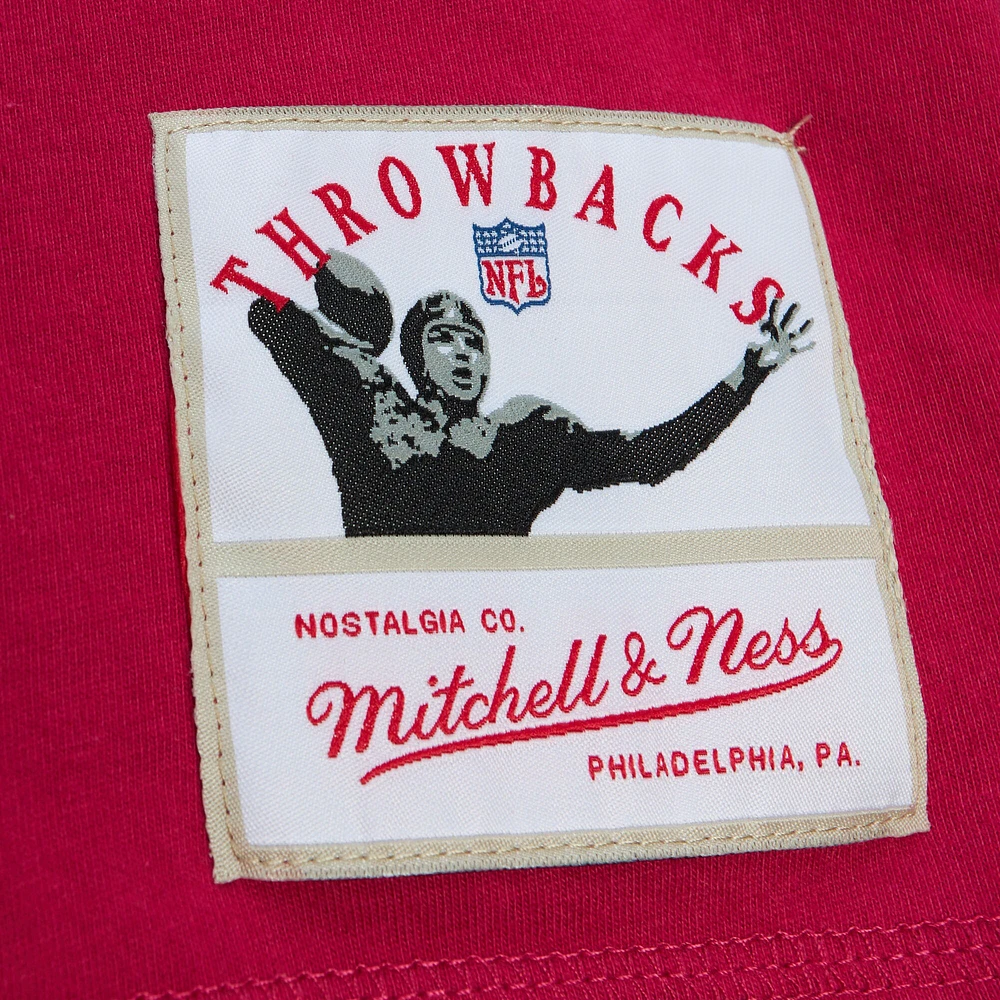 THROWBACKS
NFL
NOSTALGIA CO.
Mitchell & Ness
PHILADELPHIA, PA.